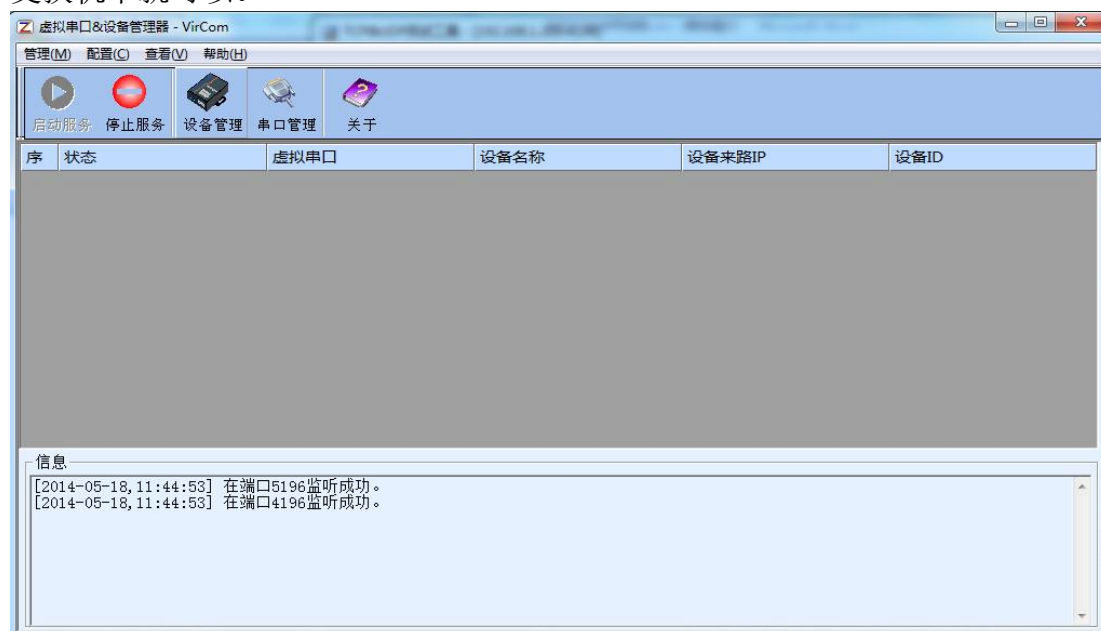 虚拟串口&设备管理器 - VirCom
管理(M) 配置(C) 查看(V) 帮助(H)
启动服务 停止服务 设备管理 串口管理 关于
序 状态 虚拟串口 设备名称 设备来路IP 设备ID
信息
[2014-05-18,11:44:53] 在端口5196监听成功。
[2014-05-18,11:44:53] 在端口4196监听成功。